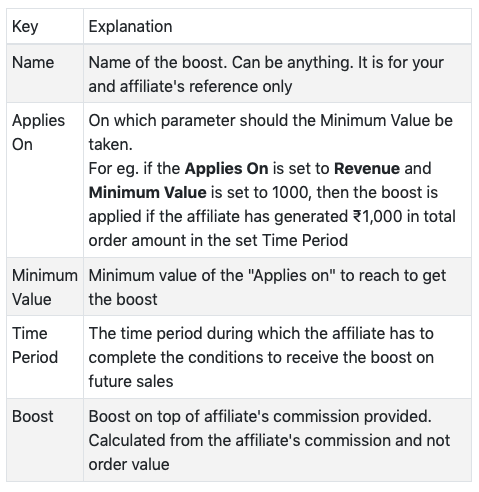 Key Explanation
Name Name of the boost. Can be anything. It is for your
and affiliate's reference only
Applies On
On which parameter should the Minimum Value be
taken.
For eg. if the Applies On is set to Revenue and
Minimum Value is set to 1000, then the boost is
applied if the affiliate has generated ₹1,000 in total
order amount in the set Time Period
Minimum Value
Minimum value of the "Applies on" to reach to get
the boost
Time Period
The time period during which the affiliate has to
complete the conditions to receive the boost on
future sales
Boost Boost on top of affiliate's commission provided.
Calculated from the affiliate's commission and not
order value